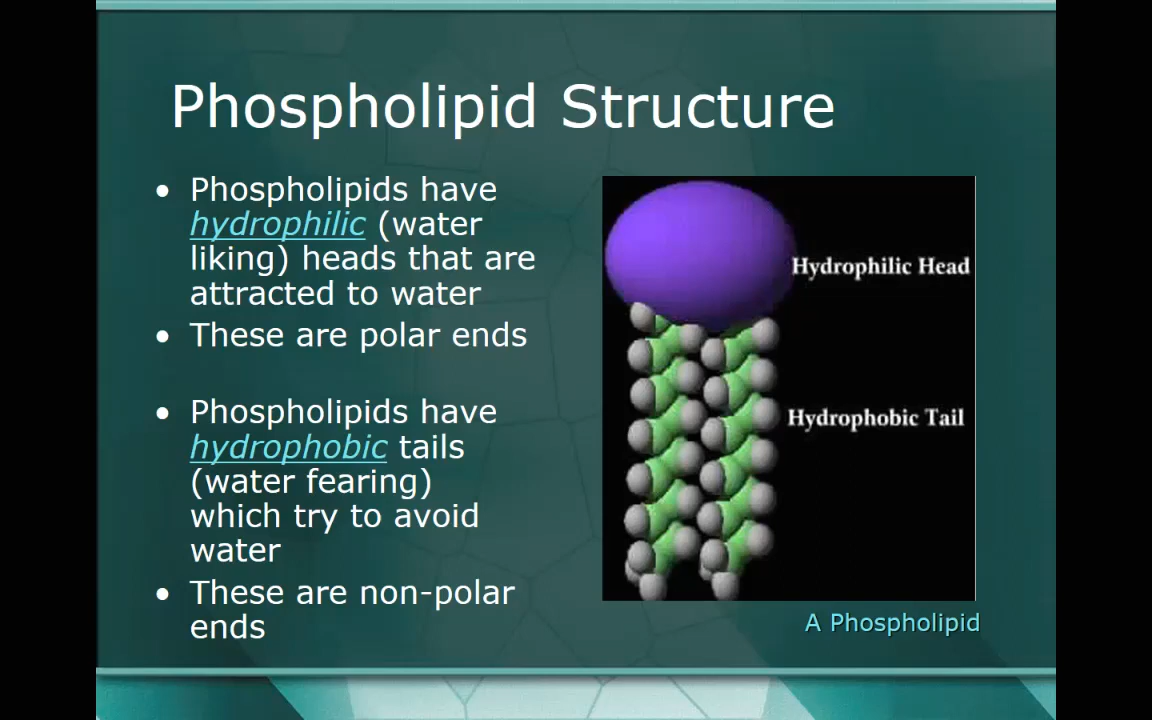 Phospholipid Structure
• Phospholipids have
hydrophilic (water
liking) heads that are
attracted to water
• These are polar ends
• Phospholipids have
hydrophobic tails
(water fearing)
which try to avoid
water
• These are non-polar
ends
Hydrophilic Head
Hydrophobic Tail
A Phospholipid